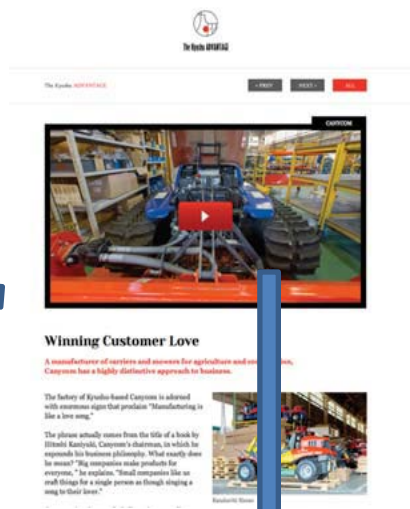 The Kyushu ADVANTAGE
The Kyushu ADVANTAGE
‹ PREV
NEXT ›
ALL
CANYCOM
Winning Customer Love
A manufacturer of carriers and mowers for agriculture and
Canycom has a highly distinctive approach to business.
The factory of Kyushu-based Canycom is adorned
with enormous signs that proclaim "Manufacturing is
like a love song."
The phrase actually comes from the title of a book by
Hitoshi Kaniyuki, Canycom's chairman, in which he
expounds his business philosophy. What exactly does
he mean? "Big companies make products for
everyone, " he explains. "Small companies like us
craft things for a single person as though singing a
song to their lover."